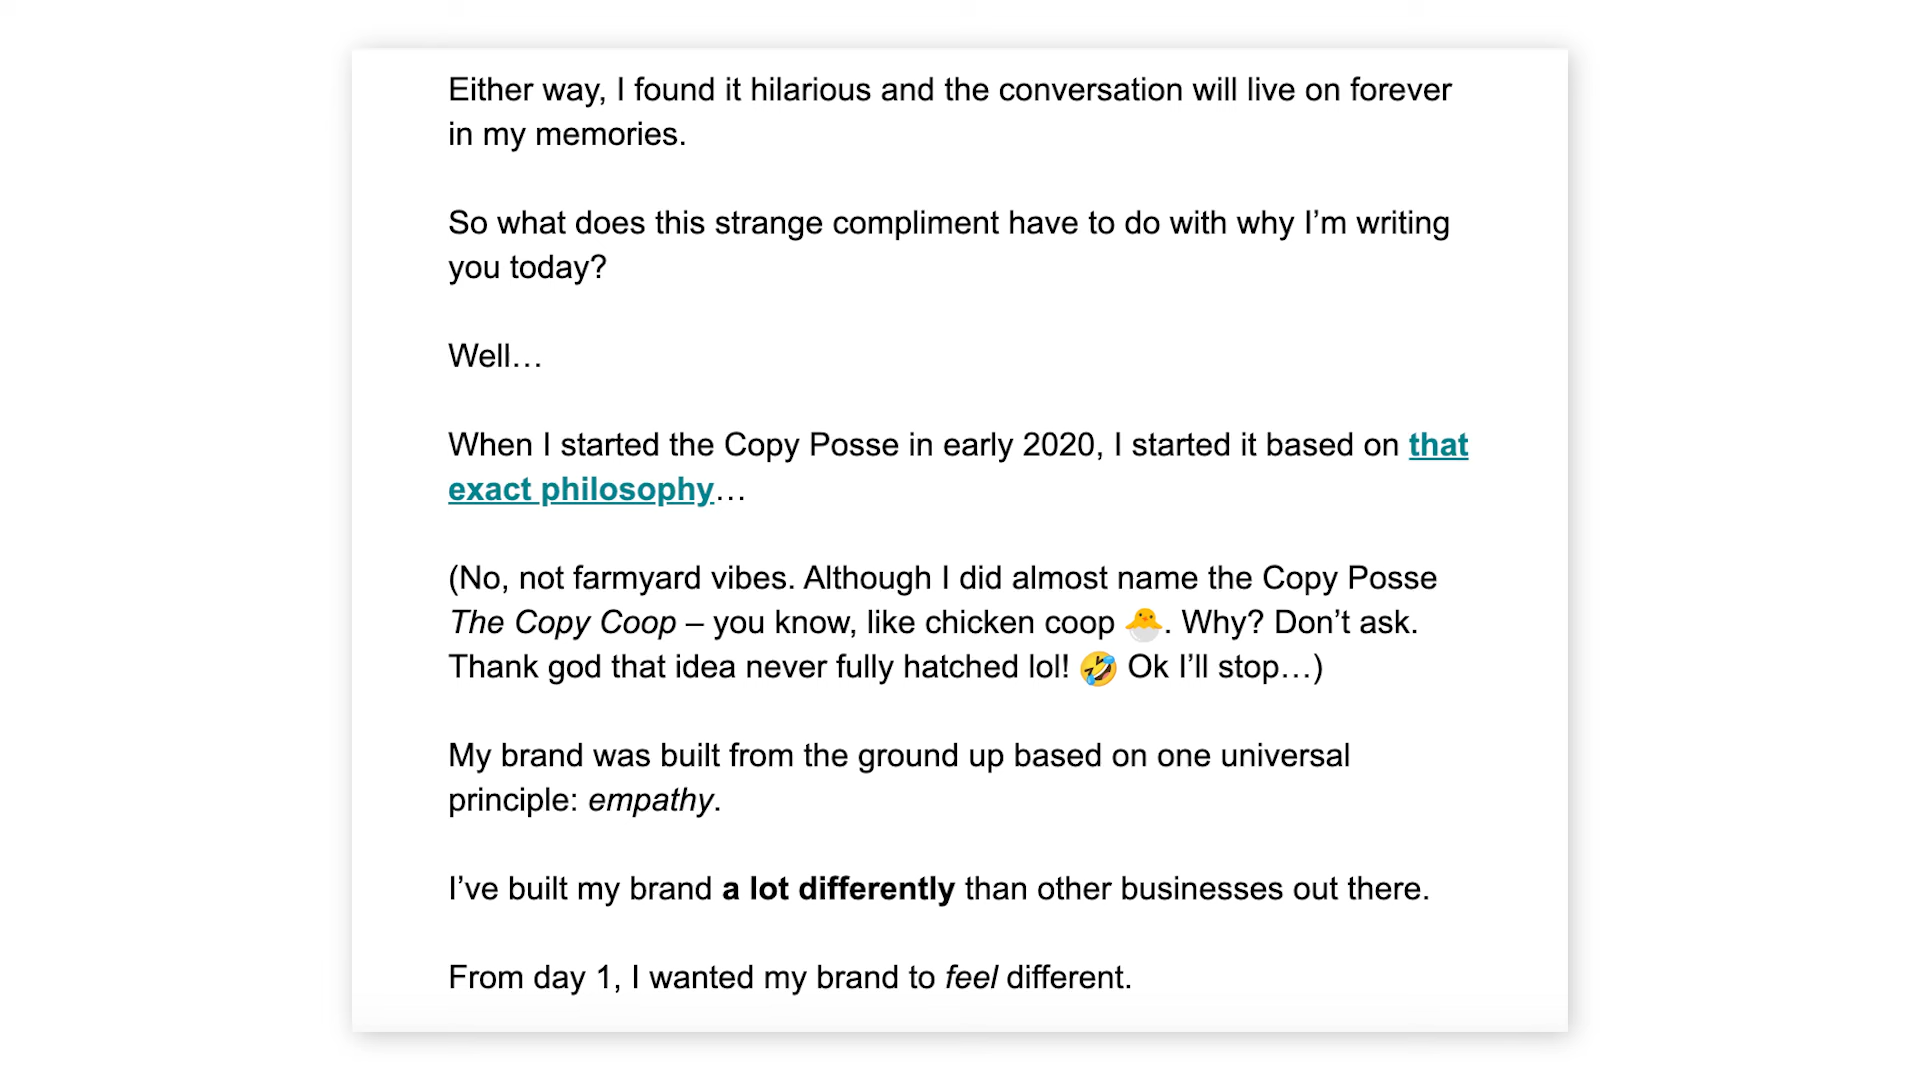 Either way, I found it hilarious and the conversation will live on forever
in my memories.
So what does this strange compliment have to do with why I’m writing
you today?
Well…
When I started the Copy Posse in early 2020, I started it based on that
exact philosophy…
(No, not farmyard vibes. Although I did almost name the Copy Posse
The Copy Coop – you know, like chicken coop 🐣. Why? Don’t ask.
Thank god that idea never fully hatched lol! 🤣 Ok I’ll stop…)
My brand was built from the ground up based on one universal
principle: empathy.
I’ve built my brand a lot differently than other businesses out there.
From day 1, I wanted my brand to feel different.